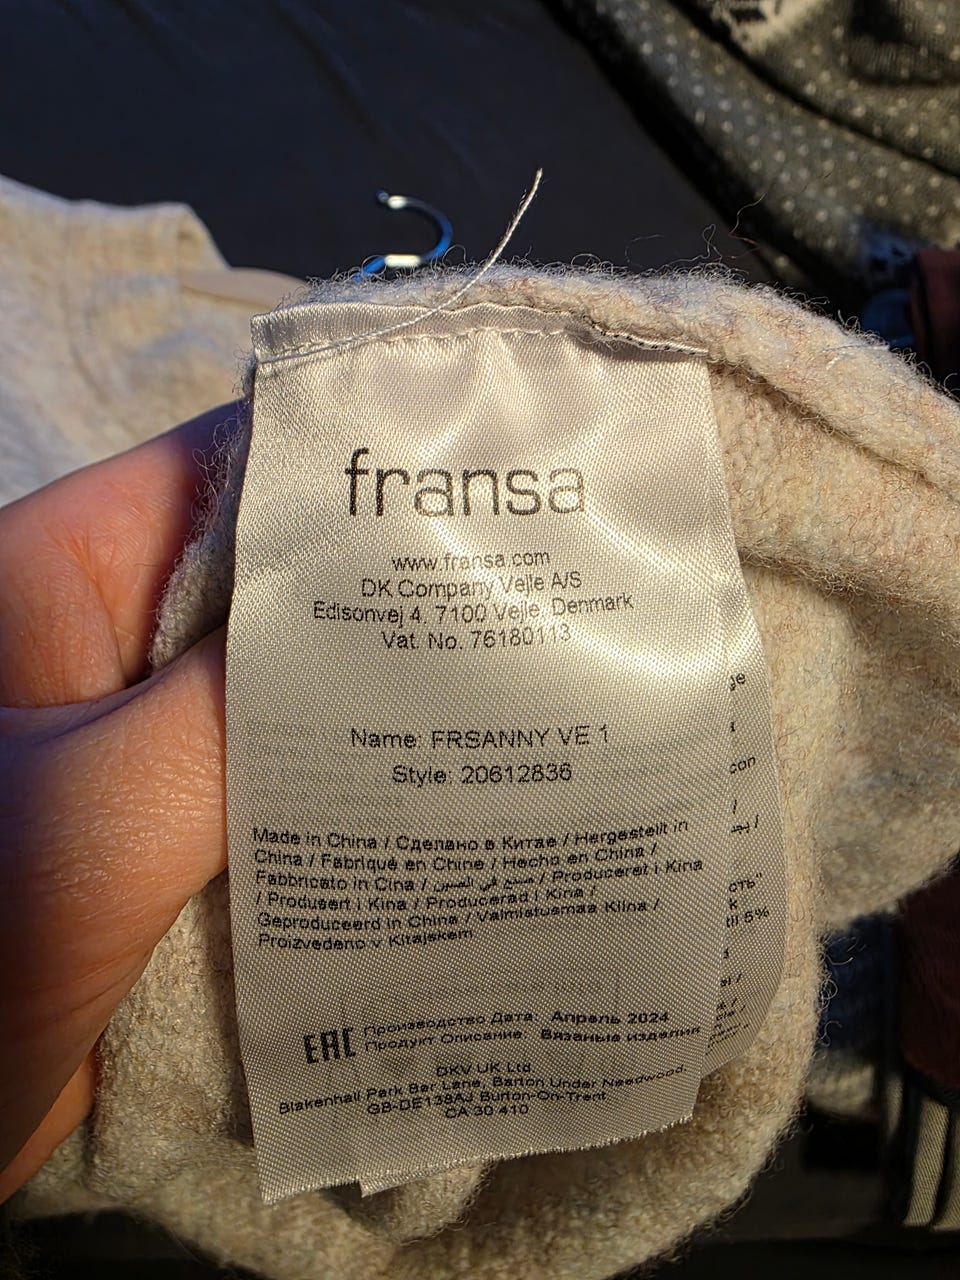 fransa
www.fransa.com
DK Company Vejle A/S
Edisonvej 4. 7100 Vejle, Denmark
Vat. No. 76180113
Name: FRSANNY VE 1
Style: 20612836
Made in China / Сделано в Китае / Hergestellt in
China / Fabriqué en Chine / Hecho en China /
Fabbricato in Cina / صنع في الصين / Produceret i Kina
/ Produsert i Kina / Producerad i Kina /
Geproduceerd in China / Valmistusmaa Kiina /
Proizvedeno v Kitajskem
EAC Производство Дата: Апрель 2024
Продукт Описание: Вязаные изделия
DKV UK Ltd
Blakenhall Park Bar Lane, Barton Under Needwood.
GB-DE138AJ Burton-On-Trent
CA 30 410
til 5%